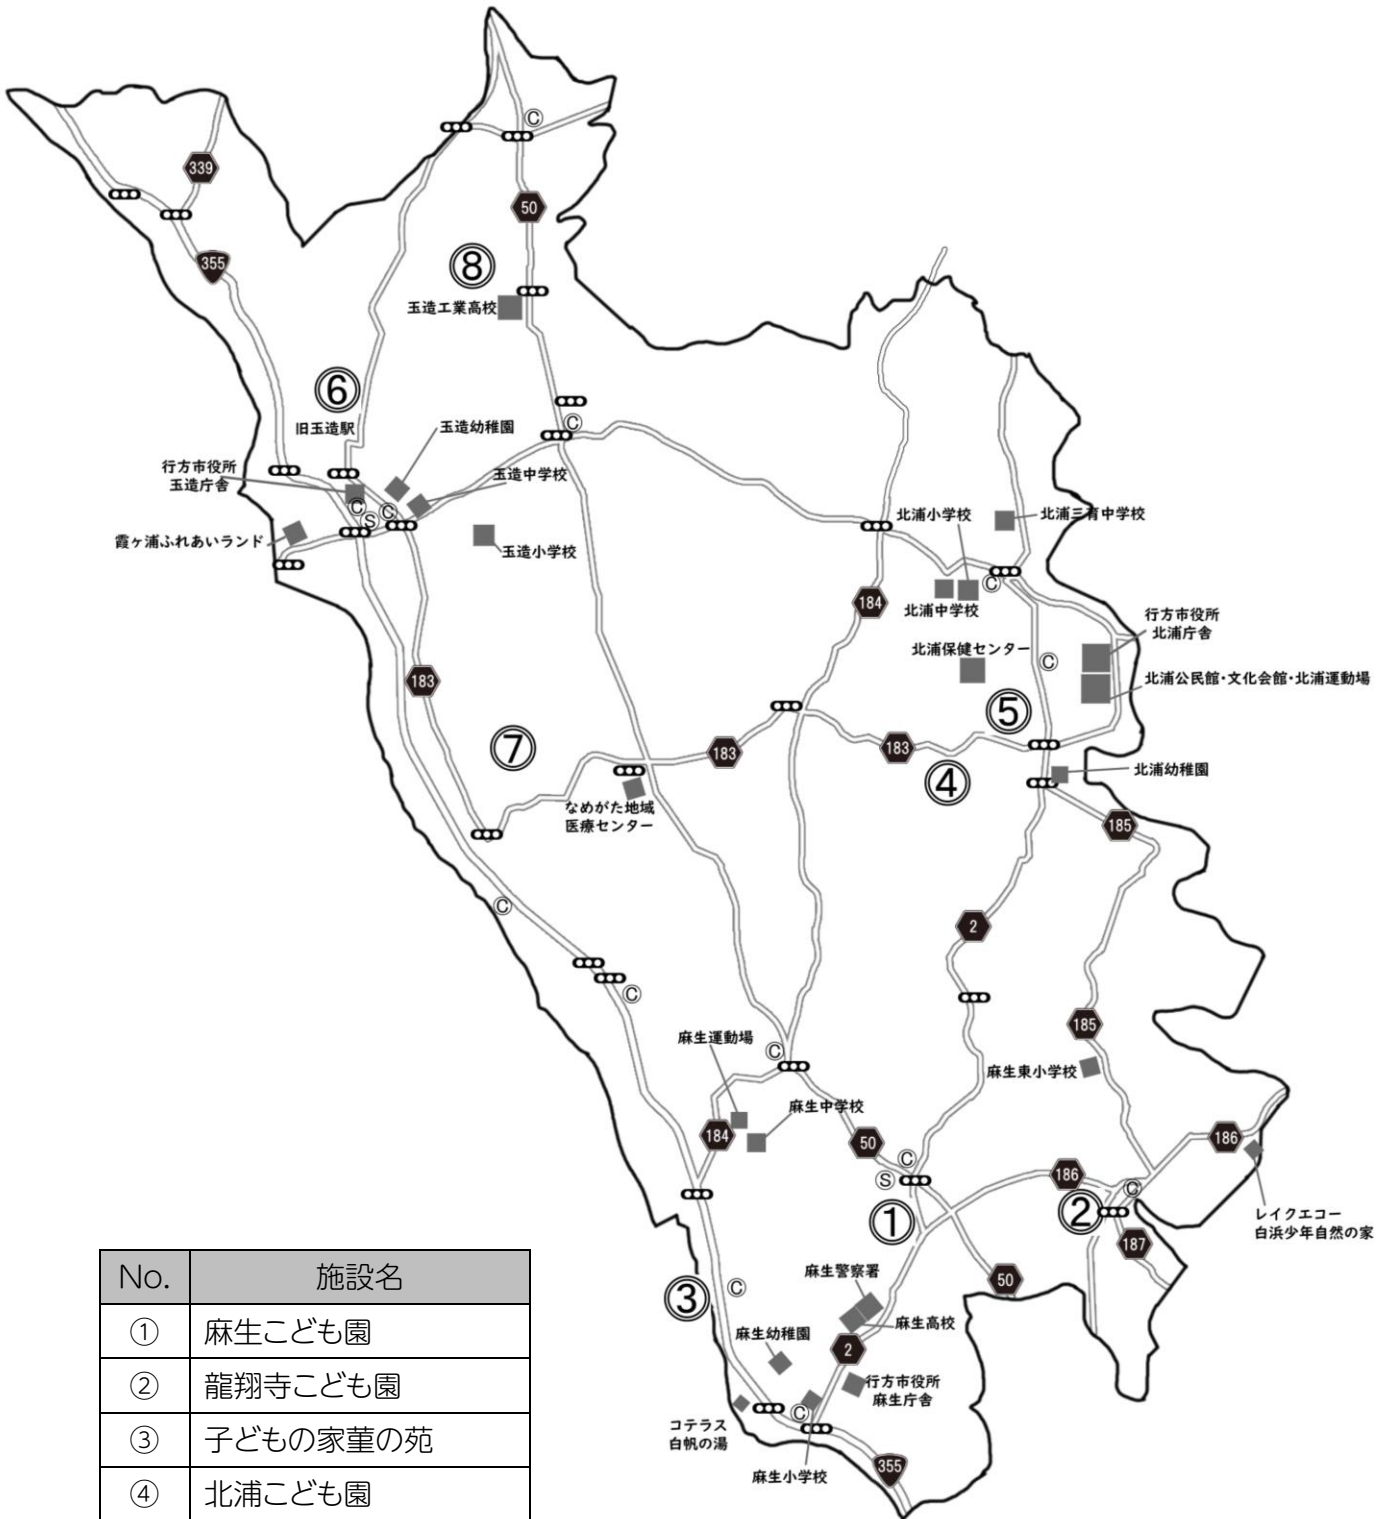 C
339
50
355
⑧
玉造工業高校
⑥
旧玉造駅
C
玉造幼稚園
行方市役所
玉造庁舎
玉造中学校
C
S
C
霞ヶ浦ふれあいランド
玉造小学校
北浦小学校
北浦三育中学校
C
184
北浦中学校
行方市役所
北浦庁舎
北浦保健センター
C
183
北浦公民館・文化会館・北浦運動場
⑤
⑦
183
183
④
北浦幼稚園
なめがた地域
医療センター
185
C
2
C
185
麻生運動場
C
麻生東小学校
麻生中学校
184
50
186
C
S
186
C
①
②
レイクエコー
白浜少年自然の家
187
麻生警察署
50
③
C
麻生高校
麻生幼稚園
2
行方市役所
麻生庁舎
コテラス
白帆の湯
C
麻生小学校
355
No. 施設名
① 麻生こども園
② 龍翔寺こども園
③ 子どもの家菫の苑
④ 北浦こども園